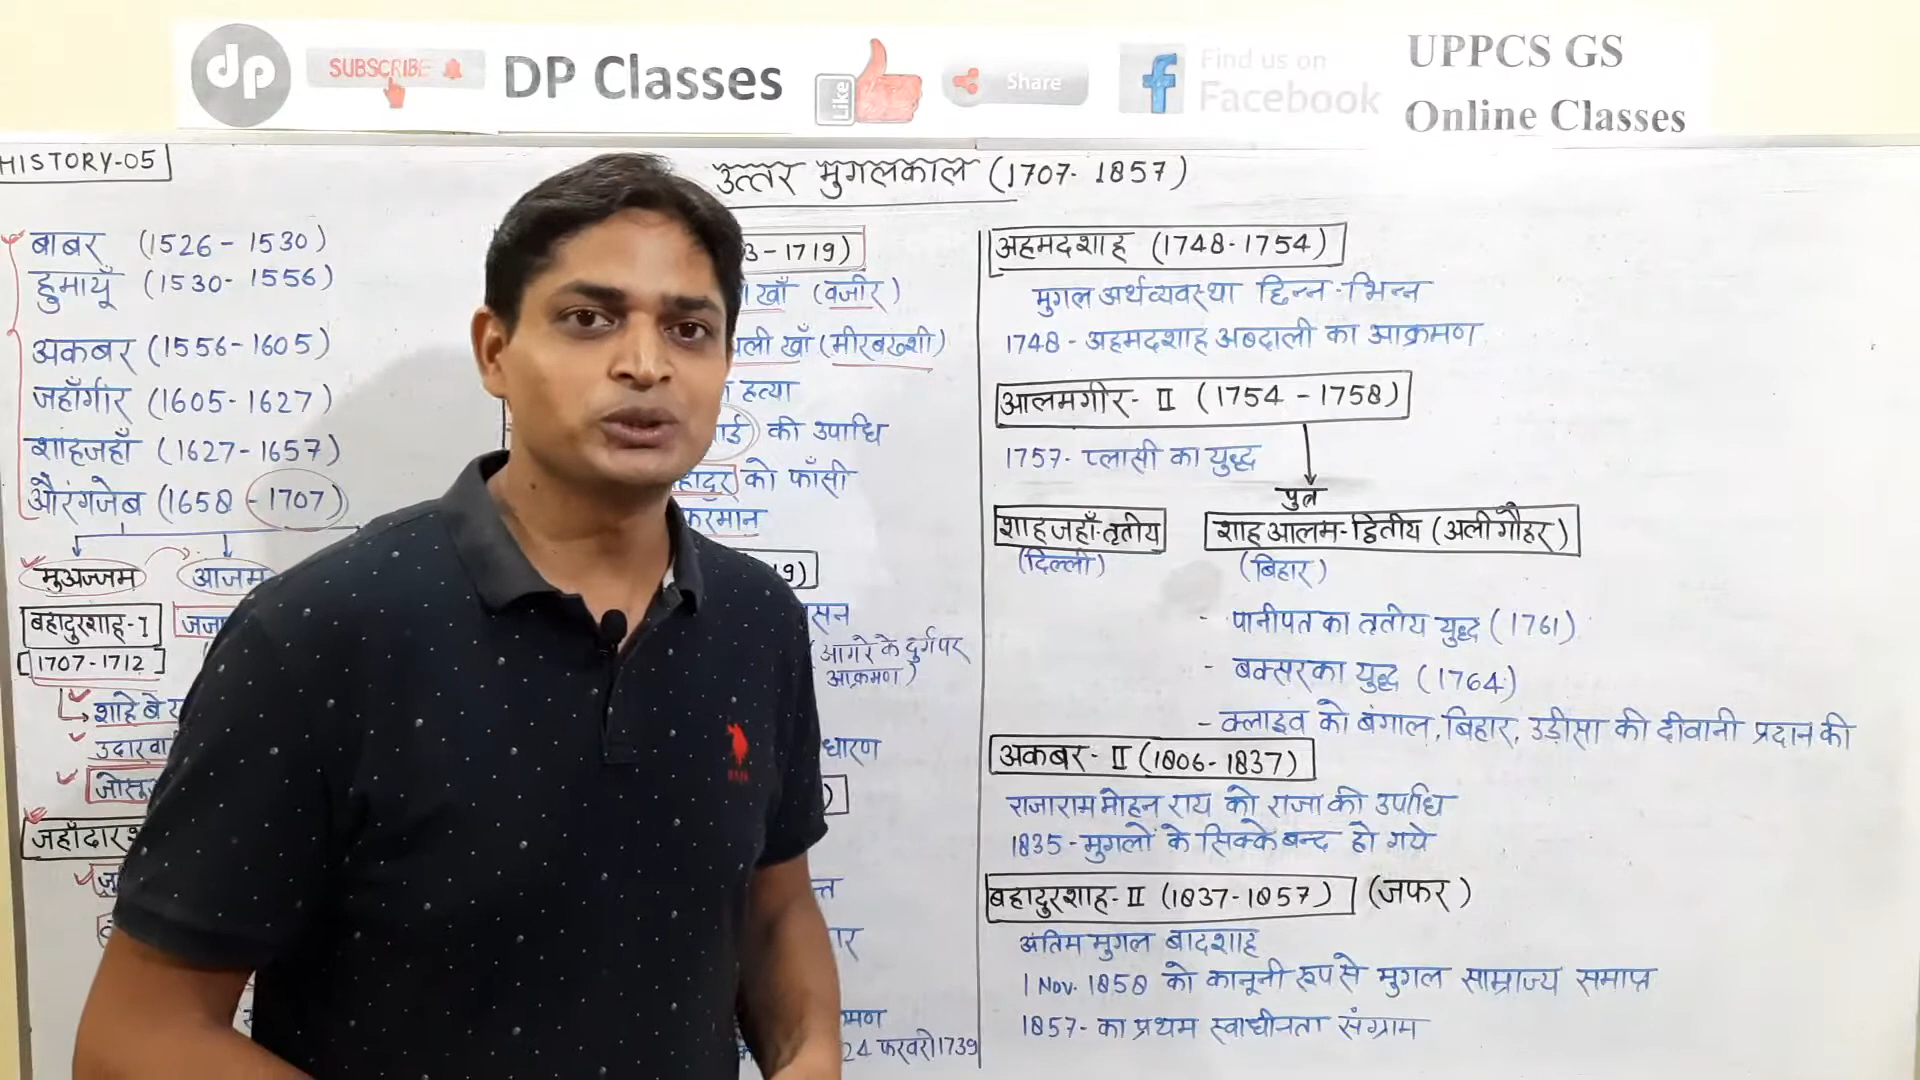 dp
SUBSCRIBE
DP Classes
Like
Share
Find us on
Facebook
UPPCS GS
Online Classes
HISTORY-05
उत्तर मुगलकाल (1707- 1857)
बाबर (1526 - 1530)
हुमायूँ (1530- 1556)
अकबर (1556-1605)
जहाँगीर (1605-1627)
शाहजहाँ (1627-1657)
औरंगजेब (1658 -1707)
मुअज्जम आजम
बहादुरशाह-I
1707-1712
शाहे बे
जहाँदार
-1719)
खाँ (वजीर)
खाँ (मीरबख्शी)
हत्या
की उपाधि
को फाँसी
फरमान
19)
(आगरे के दुर्ग पर
आक्रमण)
धारण
24 फरवरी 1739
अहमदशाह (1748-1754)
मुगल अर्थव्यवस्था छिन्न-भिन्न
1748 - अहमदशाह अब्दाली का आक्रमण
आलमगीर- II (1754 - 1758)
1757- प्लासी का युद्ध
पुत्र
शाहजहाँ-तृतीय
(दिल्ली)
शाह आलम-द्वितीय (अली गौहर)
(बिहार)
- पानीपत का तृतीय युद्ध (1761)
- बक्सर का युद्ध (1764)
- क्लाइव को बंगाल, बिहार, उड़ीसा की दीवानी प्रदान की
अकबर- II (1806-1837)
राजा राम मोहन राय को राजा की उपाधि
1835 - मुगलों के सिक्के बन्द हो गये
बहादुरशाह- II (1837-1857) (जफर)
अंतिम मुगल बादशाह
1 Nov. 1858 को कानूनी रूप से मुगल साम्राज्य समाप्त
1857- का प्रथम स्वाधीनता संग्राम